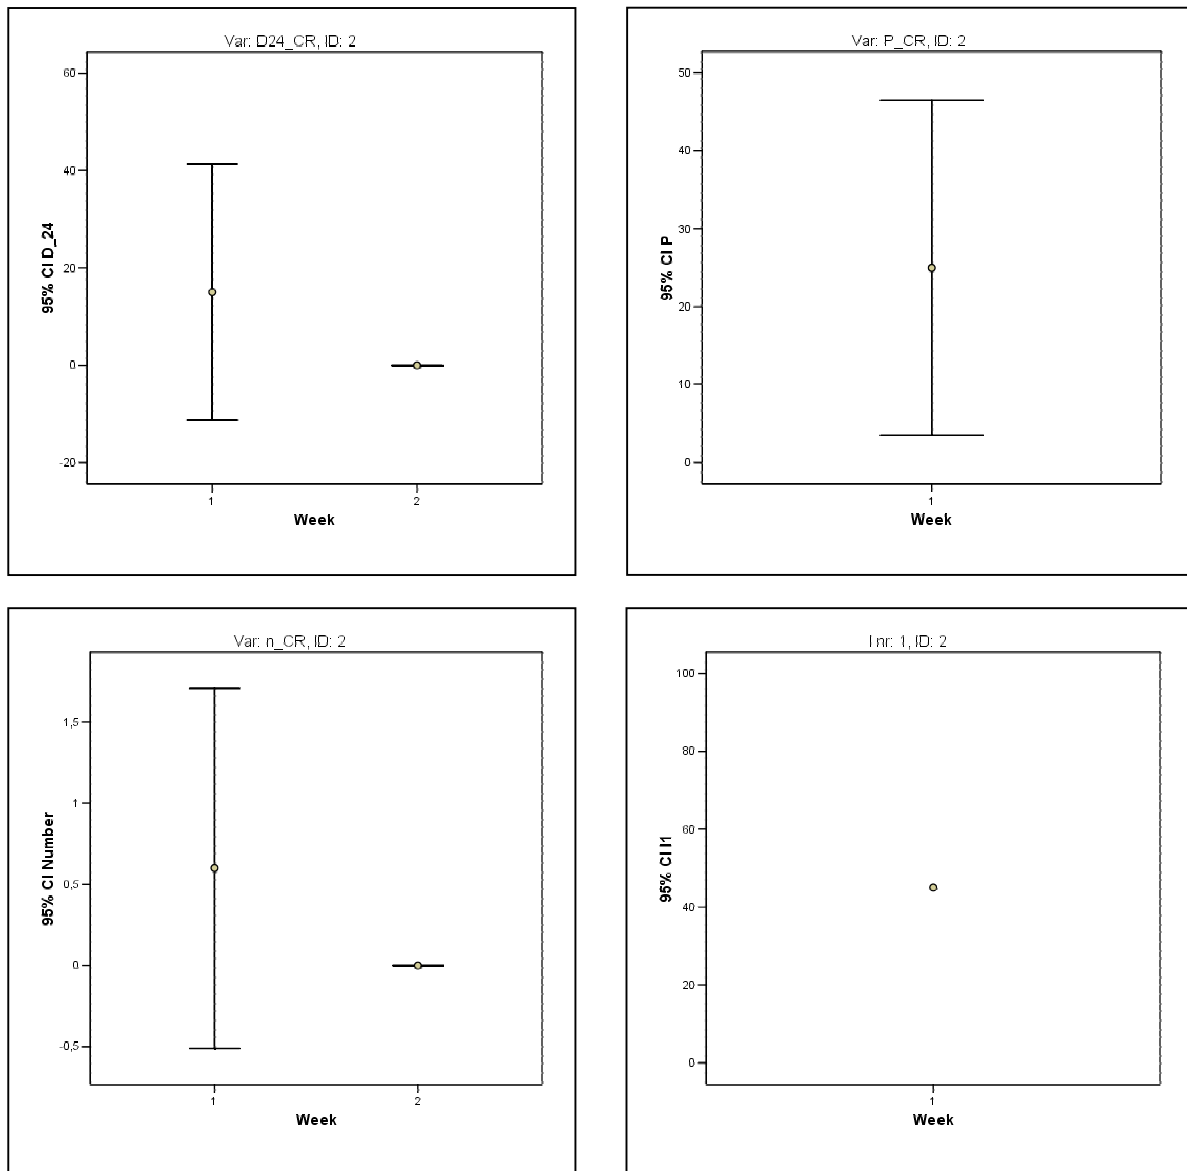 Var: D24_CR, ID: 2
60
40
20
0
-20
95% CI D_24
1
2
Week
Var: P_CR, ID: 2
50
40
30
20
10
0
95% CI P
1
Week
Var: n_CR, ID: 2
1,5
1
0,5
0
-0,5
95% CI Number
1
2
Week
I nr: 1, ID: 2
100
80
60
40
20
0
95% CI I1
1
Week